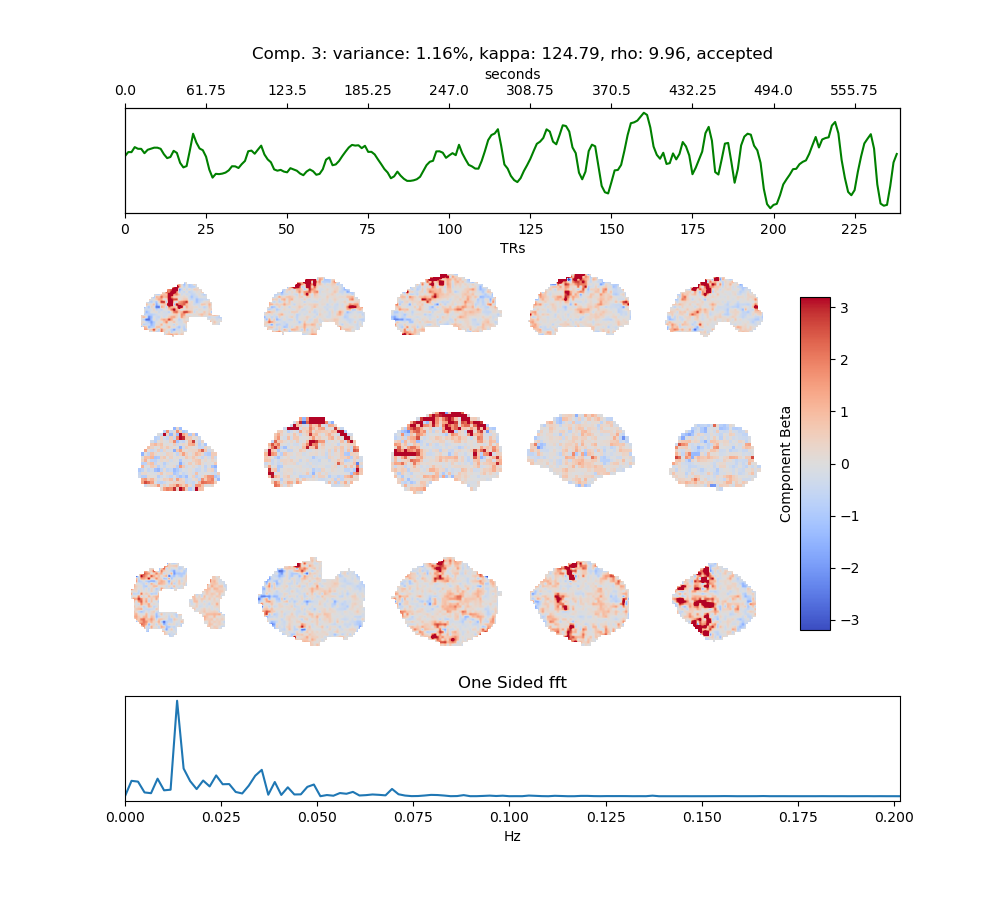 Comp. 3: variance: 1.16%, kappa: 124.79, rho: 9.96, accepted
seconds
0.0 61.75 123.5 185.25 247.0 308.75 370.5 432.25 494.0 555.75
0 25 50 75 100 125 150 175 200 225
TRs
3
2
1
0
−1
−2
−3
Component Beta
One Sided fft
0.000 0.025 0.050 0.075 0.100 0.125 0.150 0.175 0.200
Hz